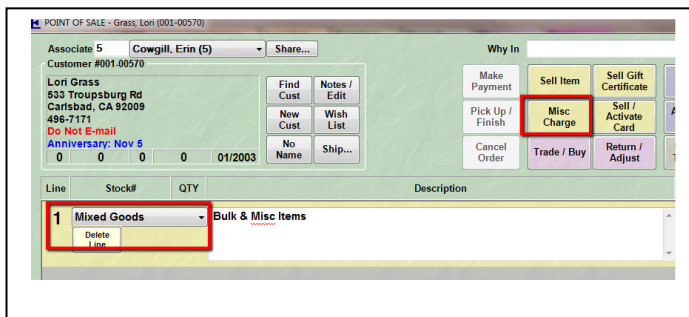 POINT OF SALE - Grass, Lori (001-00570)
Associate 5 Cowgill, Erin (5) Share... Why In
Customer #001-00570
Lori Grass
533 Troupsburg Rd
Carlsbad, CA 92009
496-7171
Do Not E-mail
Anniversary: Nov 5
0 0 0 0 01/2003
Find Cust
Notes / Edit
New Cust
Wish List
No Name
Ship...
Make Payment
Sell Item
Sell Gift Certificate
Pick Up / Finish
Misc Charge
Sell / Activate Card
Cancel Order
Trade / Buy
Return / Adjust
Line Stock# QTY Description
1 Mixed Goods Bulk & Misc Items
Delete Line